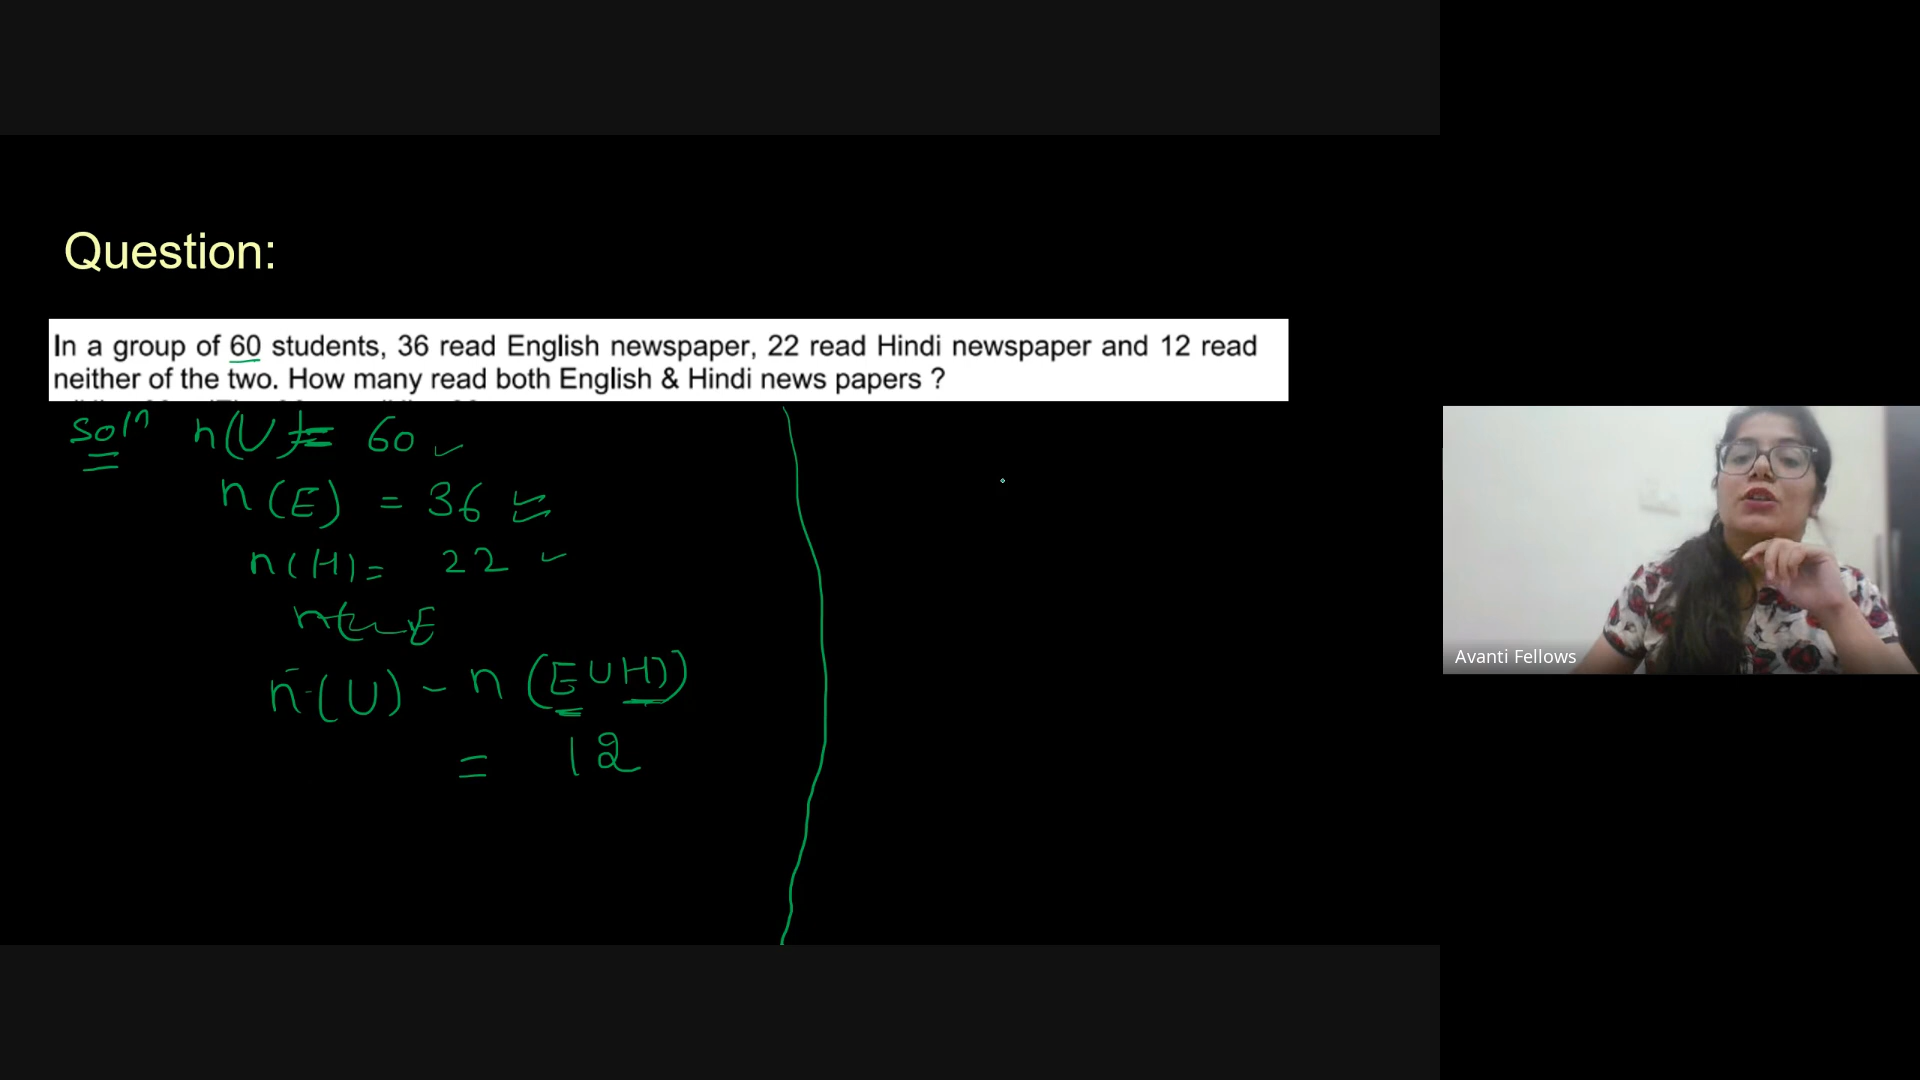 Question:
In a group of 60 students, 36 read English newspaper, 22 read Hindi newspaper and 12 read
neither of the two. How many read both English & Hindi news papers ?
Soln n(U) = 60
n(E) = 36
n(H) = 22
n(U) - n(E∪H))
= 12
Avanti Fellows